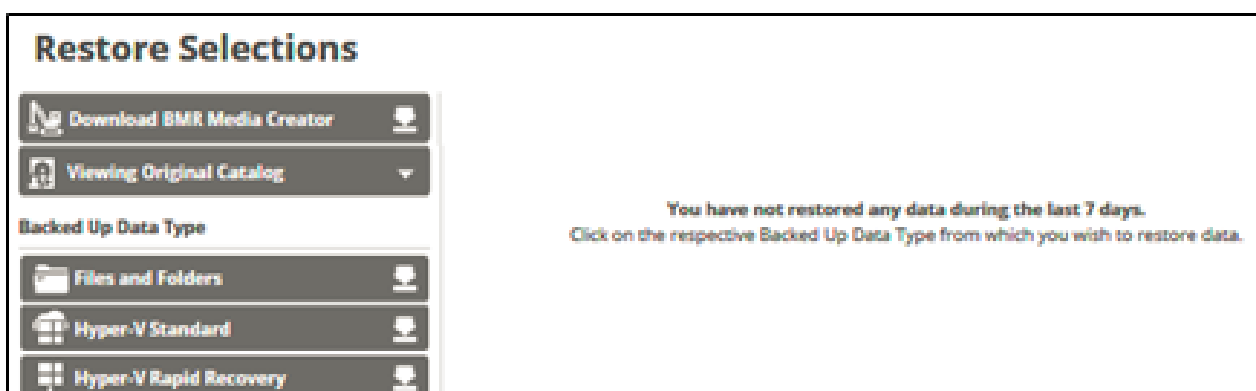 Restore Selections
Download BMR Media Creator
Viewing Original Catalog
You have not restored any data during the last 7 days.
Click on the respective Backed Up Data Type from which you wish to restore data.
Backed Up Data Type
Files and Folders
Hyper-V Standard
Hyper-V Rapid Recovery